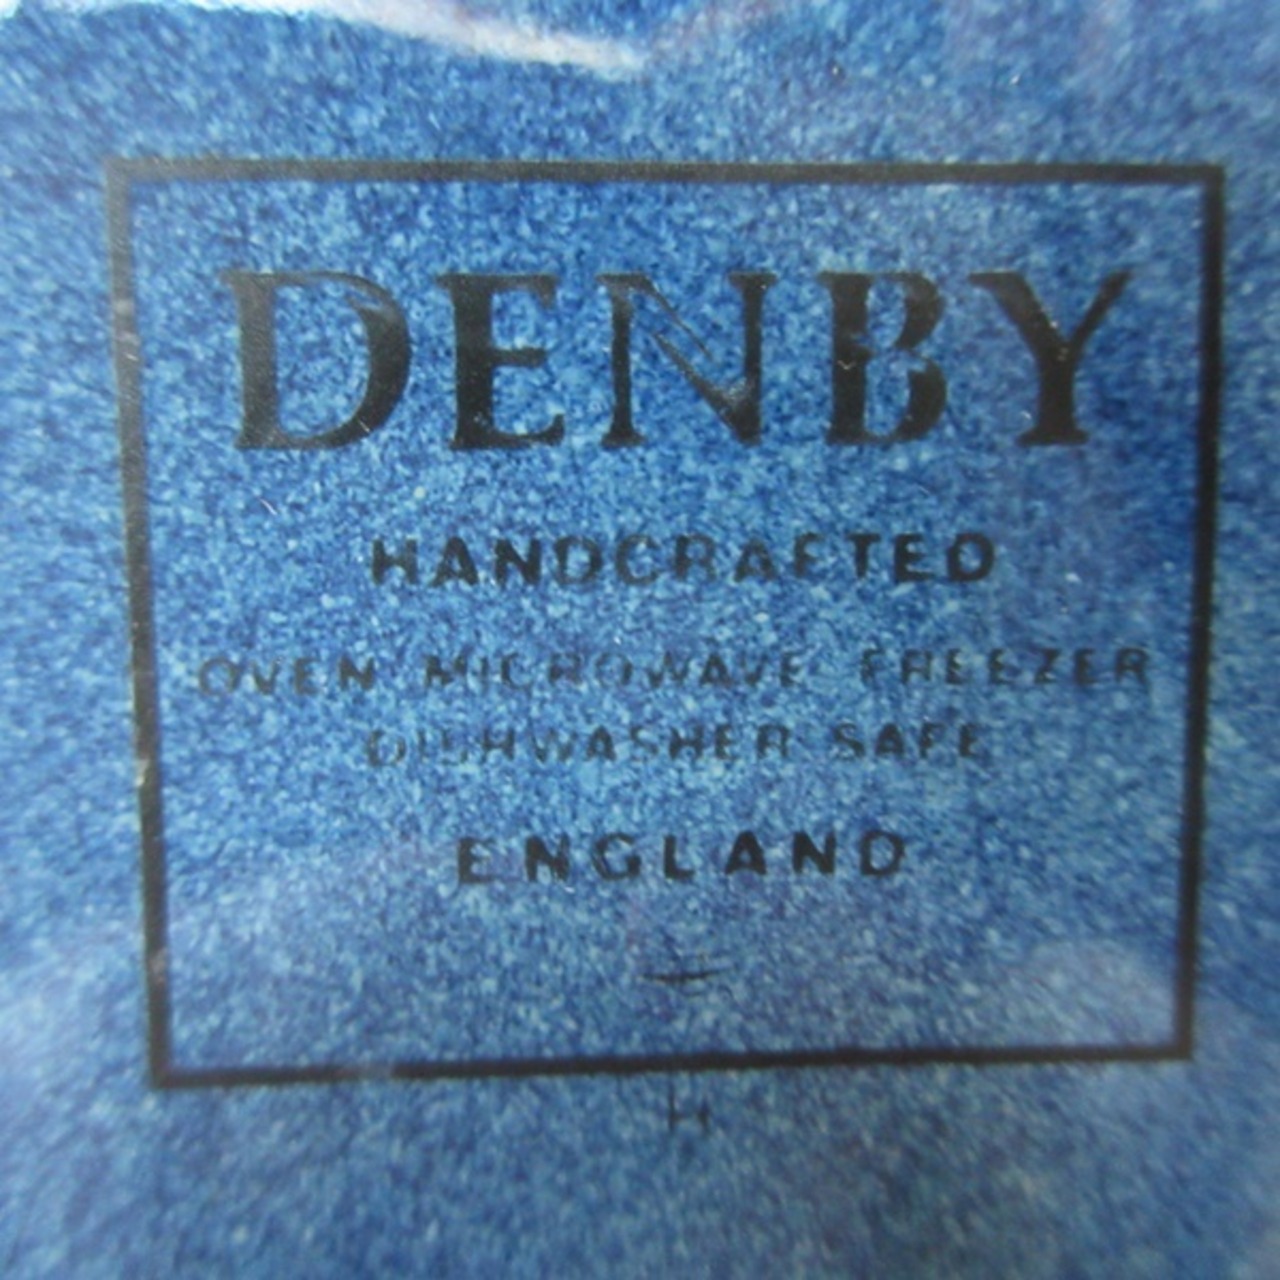 DENBY
HANDCRAFTED
OVEN MICROWAVE FREEZER
DISHWASHER SAFE
ENGLAND
H